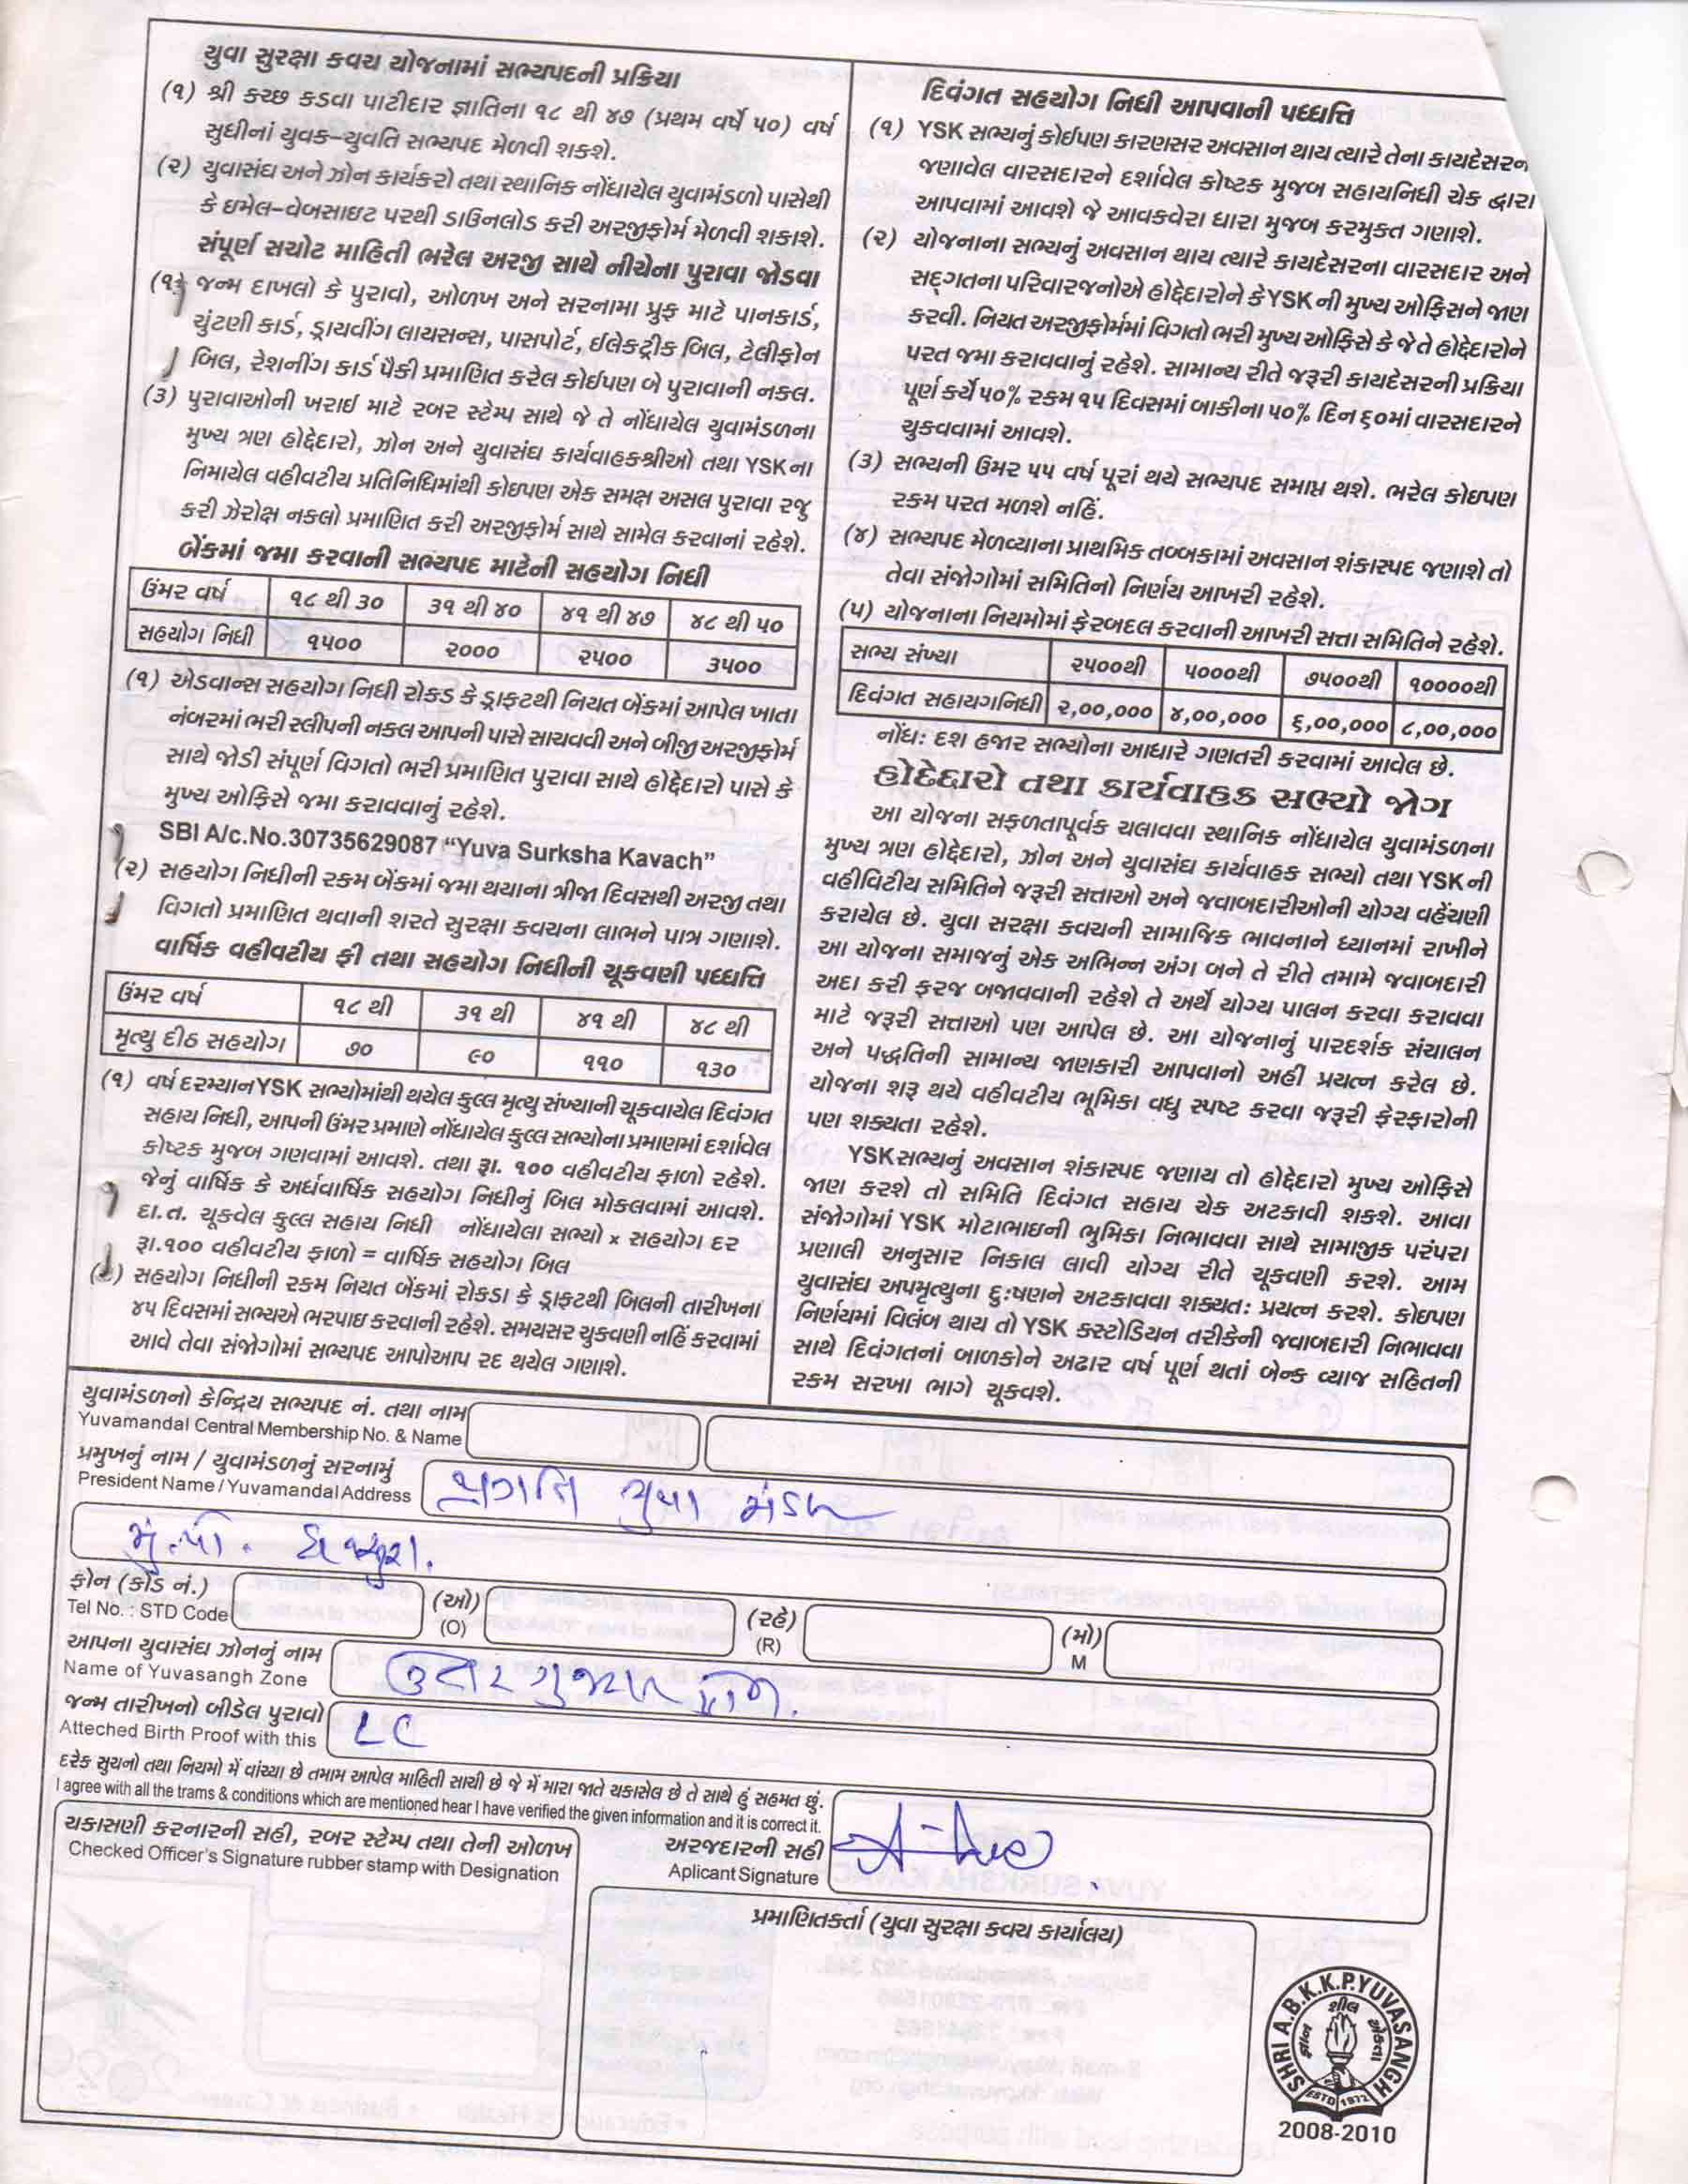 યુવા સુરક્ષા કવચ યોજનામાં સભ્યપદની પ્રક્રિયા
(૧) શ્રી કચ્છ કડવા પાટીદાર જ્ઞાતિના ૧૮ થી ૪૭ (પ્રથમ વર્ષે ૫૦) વર્ષ
સુધીનાં યુવક–યુવતિ સભ્યપદ મેળવી શકશે.
(૨) યુવાસંઘ અને ઝોન કાર્યકરો તથા સ્થાનિક નોંધાયેલ યુવામંડળો પાસેથી
કે ઇમેલ–વેબસાઇટ પરથી ડાઉનલોડ કરી અરજીફોર્મ મેળવી શકાશે.
સંપૂર્ણ સચોટ માહિતી ભરેલ અરજી સાથે નીચેના પુરાવા જોડવા
(૧) જન્મ દાખલો કે પુરાવો, ઓળખ અને સરનામા પ્રુફ માટે પાનકાર્ડ,
ચુંટણી કાર્ડ, ડ્રાયવીંગ લાયસન્સ, પાસપોર્ટ, ઈલેક્ટ્રીક બિલ, ટેલીફોન
બિલ, રેશનીંગ કાર્ડ પૈકી પ્રમાણિત કરેલ કોઈપણ બે પુરાવાની નકલ.
(૩) પુરાવાઓની ખરાઈ માટે રબર સ્ટેમ્પ સાથે જે તે નોંધાયેલ યુવામંડળના
મુખ્ય ત્રણ હોદ્દેદારો, ઝોન અને યુવાસંઘ કાર્યવાહકશ્રીઓ તથા YSKના
નિમાયેલ વહીવટીય પ્રતિનિધિમાંથી કોઇપણ એક સમક્ષ અસલ પુરાવા રજુ
કરી ઝેરોક્ષ નકલો પ્રમાણિત કરી અરજીફોર્મ સાથે સામેલ કરવાનાં રહેશે.
બેંકમાં જમા કરવાની સભ્યપદ માટેની સહયોગ નિધી
ઉંમર વર્ષ ૧૮ થી ૩૦ ૩૧ થી ૪૦ ૪૧ થી ૪૭ ૪૮ થી ૫૦
સહયોગ નિધી ૧૫૦૦ ૨૦૦૦ ૨૫૦૦ ૩૫૦૦
(૧) એડવાન્સ સહયોગ નિધી રોકડ કે ડ્રાફટથી નિયત બેંકમાં આપેલ ખાતા
નંબરમાં ભરી સ્લીપની નકલ આપની પાસે સાચવવી અને બીજી અરજીફોર્મ
સાથે જોડી સંપૂર્ણ વિગતો ભરી પ્રમાણિત પુરાવા સાથે હોદ્દેદારો પાસે કે
મુખ્ય ઓફિસે જમા કરાવવાનું રહેશે.
SBI A/c.No.30735629087 “Yuva Surksha Kavach”
(૨) સહયોગ નિધીની રકમ બેંકમાં જમા થયાના ત્રીજા દિવસથી અરજી તથા
વિગતો પ્રમાણિત થવાની શરતે સુરક્ષા કવચના લાભને પાત્ર ગણાશે.
વાર્ષિક વહીવટીય ફી તથા સહયોગ નિધીની ચૂકવણી પધ્ધતિ
ઉંમર વર્ષ ૧૮ થી ૩૧ થી ૪૧ થી ૪૮ થી
મૃત્યુ દીઠ સહયોગ ૭૦ ૯૦ ૧૧૦ ૧૩૦
(૧) વર્ષ દરમ્યાન YSK સભ્યોમાંથી થયેલ કુલ્લ મૃત્યુ સંખ્યાની ચૂકવાયેલ દિવંગત
સહાય નિધી, આપની ઉંમર પ્રમાણે નોંધાયેલ કુલ્લ સભ્યોના પ્રમાણમાં દર્શાવેલ
કોષ્ટક મુજબ ગણવામાં આવશે. તથા રૂા. ૧૦૦ વહીવટીય ફાળો રહેશે.
જેનું વાર્ષિક કે અર્ધવાર્ષિક સહયોગ નિધીનું બિલ મોકલવામાં આવશે.
દા.ત. ચૂકવેલ કુલ્લ સહાય નિધી નોંધાયેલા સભ્યો x સહયોગ દર
રૂા.૧૦૦ વહીવટીય ફાળો = વાર્ષિક સહયોગ બિલ
સહયોગ નિધીની રકમ નિયત બેંકમાં રોકડા કે ડ્રાફટથી બિલની તારીખના
૪૫ દિવસમાં સભ્યએ ભરપાઇ કરવાની રહેશે. સમયસર ચુકવણી નહિં કરવામાં
આવે તેવા સંજોગોમાં સભ્યપદ આપોઆપ રદ થયેલ ગણાશે.
દિવંગત સહયોગ નિધી આપવાની પધ્ધતિ
(૧) YSK સભ્યનું કોઈપણ કારણસર અવસાન થાય ત્યારે તેના કાયદેસરન
જણાવેલ વારસદારને દર્શાવેલ કોષ્ટક મુજબ સહાયનિધી ચેક દ્વારા
આપવામાં આવશે જે આવકવેરા ધારા મુજબ કરમુક્ત ગણાશે.
(૨) યોજનાના સભ્યનું અવસાન થાય ત્યારે કાયદેસરના વારસદાર અને
સદ્ગતના પરિવારજનોએ હોદ્દેદારોને કે YSK ની મુખ્ય ઓફિસને જાણ
કરવી. નિયત અરજીફોર્મમાં વિગતો ભરી મુખ્ય ઓફિસે કે જે તે હોદ્દેદારોને
પરત જમા કરાવવાનું રહેશે. સામાન્ય રીતે જરૂરી કાયદેસરની પ્રક્રિયા
પૂર્ણ કર્યે ૫૦% રકમ ૧૫ દિવસમાં બાકીના ૫૦% દિન ૬૦માં વારસદારને
ચુકવવામાં આવશે.
(૩) સભ્યની ઉંમર ૫૫ વર્ષ પૂરાં થયે સભ્યપદ સમાપ્ત થશે. ભરેલ કોઇપણ
રકમ પરત મળશે નહિં.
(૪) સભ્યપદ મેળવ્યાના પ્રાથમિક તબ્બકામાં અવસાન શંકાસ્પદ જણાશે તો
તેવા સંજોગોમાં સમિતિનો નિર્ણય આખરી રહેશે.
(૫) યોજનાના નિયમોમાં ફેરબદલ કરવાની આખરી સત્તા સમિતિને રહેશે.
સભ્ય સંખ્યા ૨૫૦૦થી ૫૦૦૦થી ૭૫૦૦થી ૧૦૦૦૦થી
દિવંગત સહાયગનિધી ૨,૦૦,૦૦૦ ૪,૦૦,૦૦૦ ૬,૦૦,૦૦૦ ૮,૦૦,૦૦૦
નોંધ: દશ હજાર સભ્યોના આધારે ગણતરી કરવામાં આવેલ છે.
હોદેદારો તથા કાર્યવાહક સભ્યો જોગ
આ યોજના સફળતાપૂર્વક ચલાવવા સ્થાનિક નોંધાયેલ યુવામંડળના
મુખ્ય ત્રણ હોદ્દેદારો, ઝોન અને યુવાસંઘ કાર્યવાહક સભ્યો તથા YSK ની
વહીવિટીય સમિતિને જરૂરી સત્તાઓ અને જવાબદારીઓની યોગ્ય વહેંચણી
કરાયેલ છે. યુવા સરક્ષા કવચની સામાજિક ભાવનાને ધ્યાનમાં રાખીને
આ યોજના સમાજનું એક અભિન્ન અંગ બને તે રીતે તમામે જવાબદારી
અદા કરી ફરજ બજાવવાની રહેશે તે અર્થે યોગ્ય પાલન કરવા કરાવવા
માટે જરૂરી સત્તાઓ પણ આપેલ છે. આ યોજનાનું પારદર્શક સંચાલન
અને પદ્ધતિની સામાન્ય જાણકારી આપવાનો અહીં પ્રયત્ન કરેલ છે.
યોજના શરૂ થયે વહીવટીય ભૂમિકા વધુ સ્પષ્ટ કરવા જરૂરી ફેરફારોની
પણ શક્યતા રહેશે.
YSK સભ્યનું અવસાન શંકાસ્પદ જણાય તો હોદ્દેદારો મુખ્ય ઓફિસે
જાણ કરશે તો સમિતિ દિવંગત સહાય ચેક અટકાવી શકશે. આવા
સંજોગોમાં YSK મોટાભાઇની ભુમિકા નિભાવવા સાથે સામાજીક પરંપરા
પ્રણાલી અનુસાર નિકાલ લાવી યોગ્ય રીતે ચૂકવણી કરશે. આમ
યુવાસંઘ અપમૃત્યુના દુઃષણને અટકાવવા શક્યતઃ પ્રયત્ન કરશે. કોઇપણ
નિર્ણયમાં વિલંબ થાય તો YSK કસ્ટોડિયન તરીકેની જવાબદારી નિભાવવા
સાથે દિવંગતનાં બાળકોને અઢાર વર્ષ પૂર્ણ થતાં બેન્ક વ્યાજ સહિતની
રકમ સરખા ભાગે ચૂકવશે.
યુવામંડળનો કેન્દ્રિય સભ્યપદ નં. તથા નામ
Yuvamandal Central Membership No. & Name
પ્રમુખનું નામ / યુવામંડળનું સરનામું
President Name / Yuvamandal Address પ્રગતિ યુવા મંડળ
મું.પો.
ફોન (કોડ નં.) (ઓ) (રહે) (મો)
Tel No. : STD Code (O) (R) M
આપના યુવાસંઘ ઝોનનું નામ
Name of Yuvasangh Zone ઉત્તર ગુજરાત ઝોન.
જન્મ તારીખનો બીડેલ પુરાવો
Atteched Birth Proof with this LC
દરેક સુચનો તથા નિયમો મેં વાંચ્યા છે તમામ આપેલ માહિતી સાચી છે જે મેં મારા જાતે ચકાસેલ છે તે સાથે હું સહમત છું.
I agree with all the trams & conditions which are mentioned hear I have verified the given information and it is correct it.
ચકાસણી કરનારની સહી, રબર સ્ટેમ્પ તથા તેની ઓળખ
Checked Officer's Signature rubber stamp with Designation
અરજદારની સહી
Aplicant Signature
પ્રમાણિતકર્તા (યુવા સુરક્ષા કવચ કાર્યાલય)
SHRI A.B.K.K.P.YUVASANGH
ESTD 1972
2008-2010